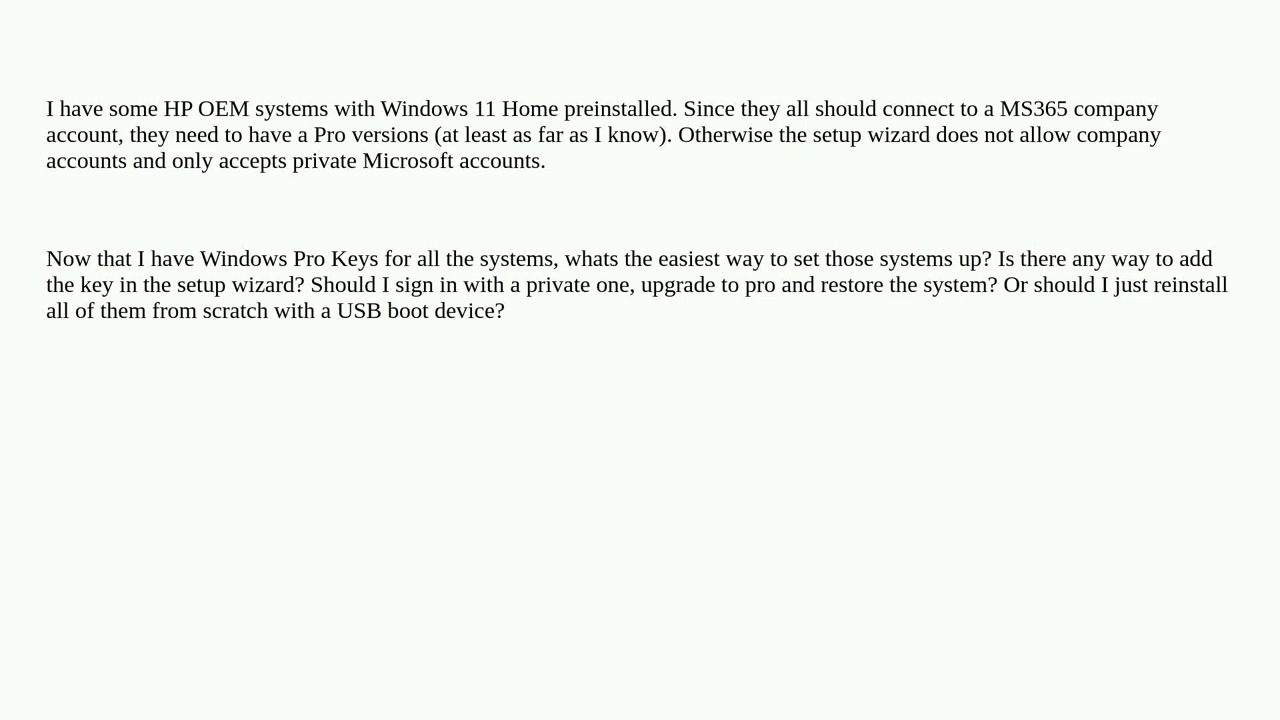 I have some HP OEM systems with Windows 11 Home preinstalled. Since they all should connect to a MS365 company
account, they need to have a Pro versions (at least as far as I know). Otherwise the setup wizard does not allow company
accounts and only accepts private Microsoft accounts.
Now that I have Windows Pro Keys for all the systems, whats the easiest way to set those systems up? Is there any way to add
the key in the setup wizard? Should I sign in with a private one, upgrade to pro and restore the system? Or should I just reinstall
all of them from scratch with a USB boot device?